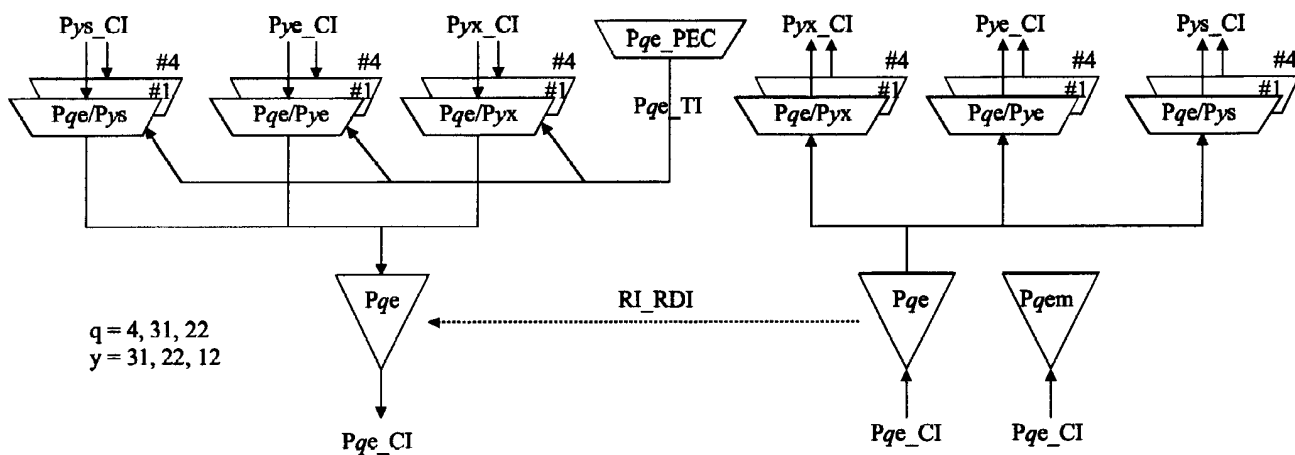 Pys_CI Pye_CI Pyx_CI Pqe_PEC Pyx_CI Pye_CI Pys_CI
#4 #4 #4 #4 #4 #4
#1 #1 #1 #1 #1 #1
Pqe/Pys Pqe/Pye Pqe/Pyx Pqe_TI Pqe/Pyx Pqe/Pye Pqe/Pys
Pqe RI_RDI Pqe Pqem
q = 4, 31, 22
y = 31, 22, 12
Pqe_CI Pqe_CI Pqe_CI